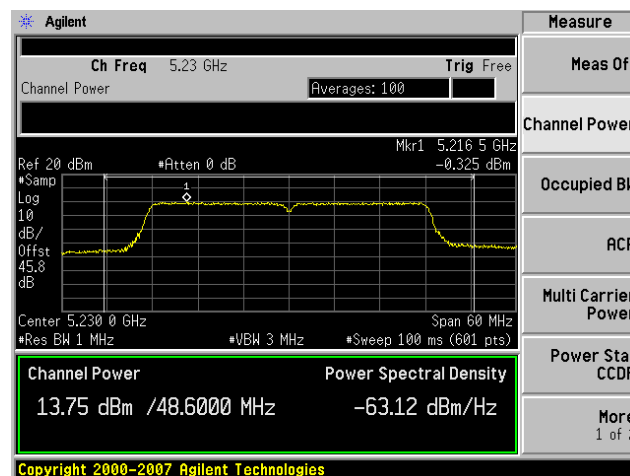 Agilent
Measure
Ch Freq 5.23 GHz Trig Free
Channel Power Averages: 100
Meas Of
Channel Power
Mkr1 5.216 5 GHz
Ref 20 dBm #Atten 0 dB -0.325 dBm
#Samp
Log
10
dB/
Offst
45.8
dB
1
Occupied BW
ACP
Multi Carrier
Power
Center 5.230 0 GHz Span 60 MHz
#Res BW 1 MHz #VBW 3 MHz #Sweep 100 ms (601 pts)
Channel Power Power Spectral Density
13.75 dBm /48.6000 MHz -63.12 dBm/Hz
Power Sta
CCDF
More
1 of 2
Copyright 2000-2007 Agilent Technologies